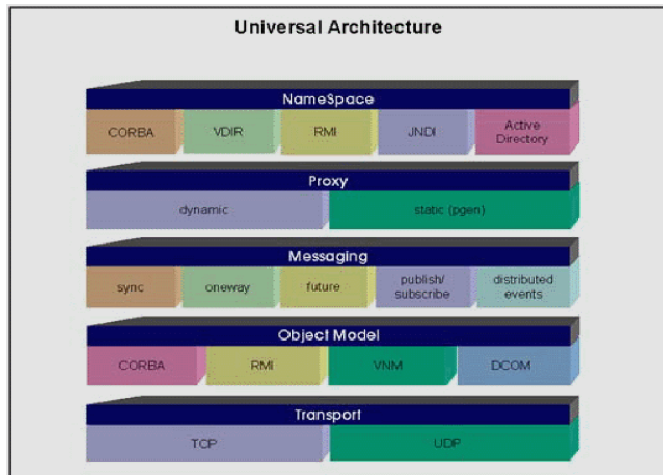 Universal Architecture
NameSpace
CORBA VDIR RMI JNDI Active Directory
Proxy
dynamic static (pgen)
Messaging
sync oneway future publish/ subscribe distributed events
Object Model
CORBA RMI VNM DCOM
Transport
TCP UDP